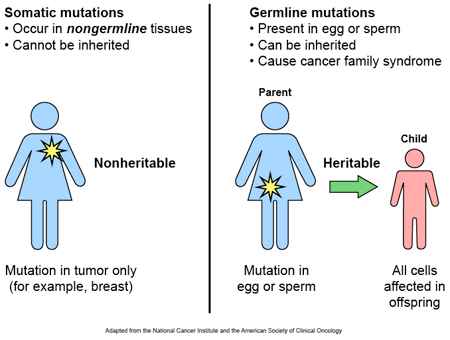 Somatic mutations
• Occur in nongermline tissues
• Cannot be inherited
Nonheritable
Mutation in tumor only
(for example, breast)
Germline mutations
• Present in egg or sperm
• Can be inherited
• Cause cancer family syndrome
Parent
Child
Heritable
Mutation in
egg or sperm
All cells
affected in
offspring
Adapted from the National Cancer Institute and the American Society of Clinical Oncology